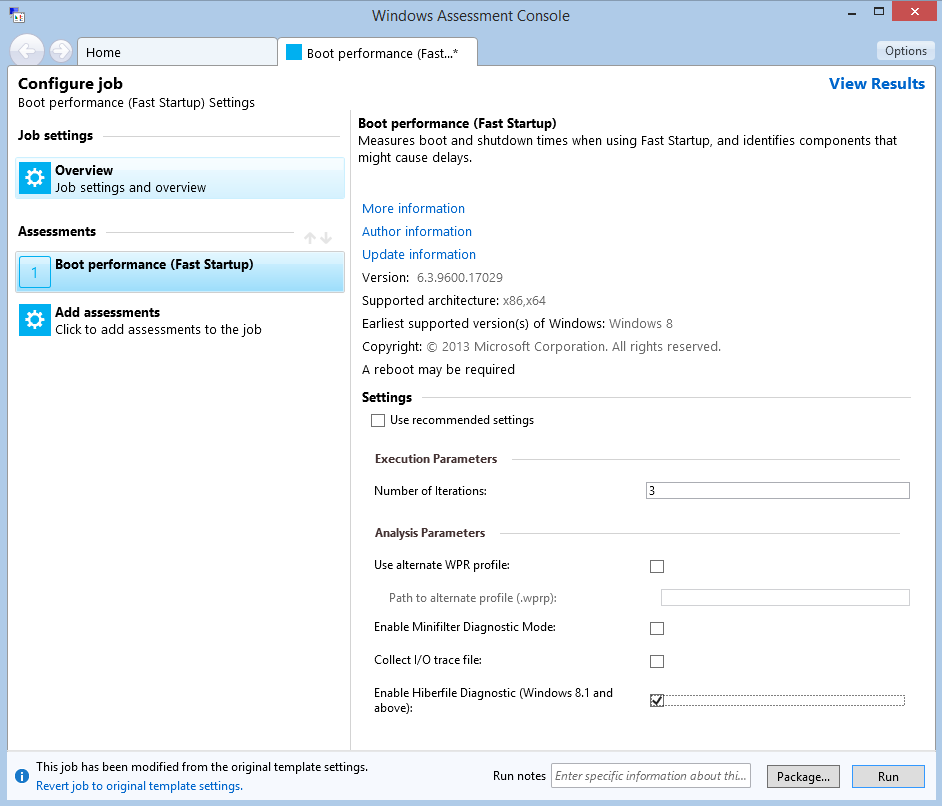 Windows Assessment Console
Home
Boot performance (Fast...*
Options
Configure job
View Results
Boot performance (Fast Startup) Settings
Job settings
Overview
Job settings and overview
Assessments
1
Boot performance (Fast Startup)
Add assessments
Click to add assessments to the job
Boot performance (Fast Startup)
Measures boot and shutdown times when using Fast Startup, and identifies components that
might cause delays.
More information
Author information
Update information
Version: 6.3.9600.17029
Supported architecture: x86,x64
Earliest supported version(s) of Windows: Windows 8
Copyright: © 2013 Microsoft Corporation. All rights reserved.
A reboot may be required
Settings
Use recommended settings
Execution Parameters
Number of Iterations: 3
Analysis Parameters
Use alternate WPR profile:
Path to alternate profile (.wprp):
Enable Minifilter Diagnostic Mode:
Collect I/O trace file:
Enable Hiberfile Diagnostic (Windows 8.1 and
above):
This job has been modified from the original template settings.
Revert job to original template settings.
Run notes
Enter specific information about thi...
Package...
Run